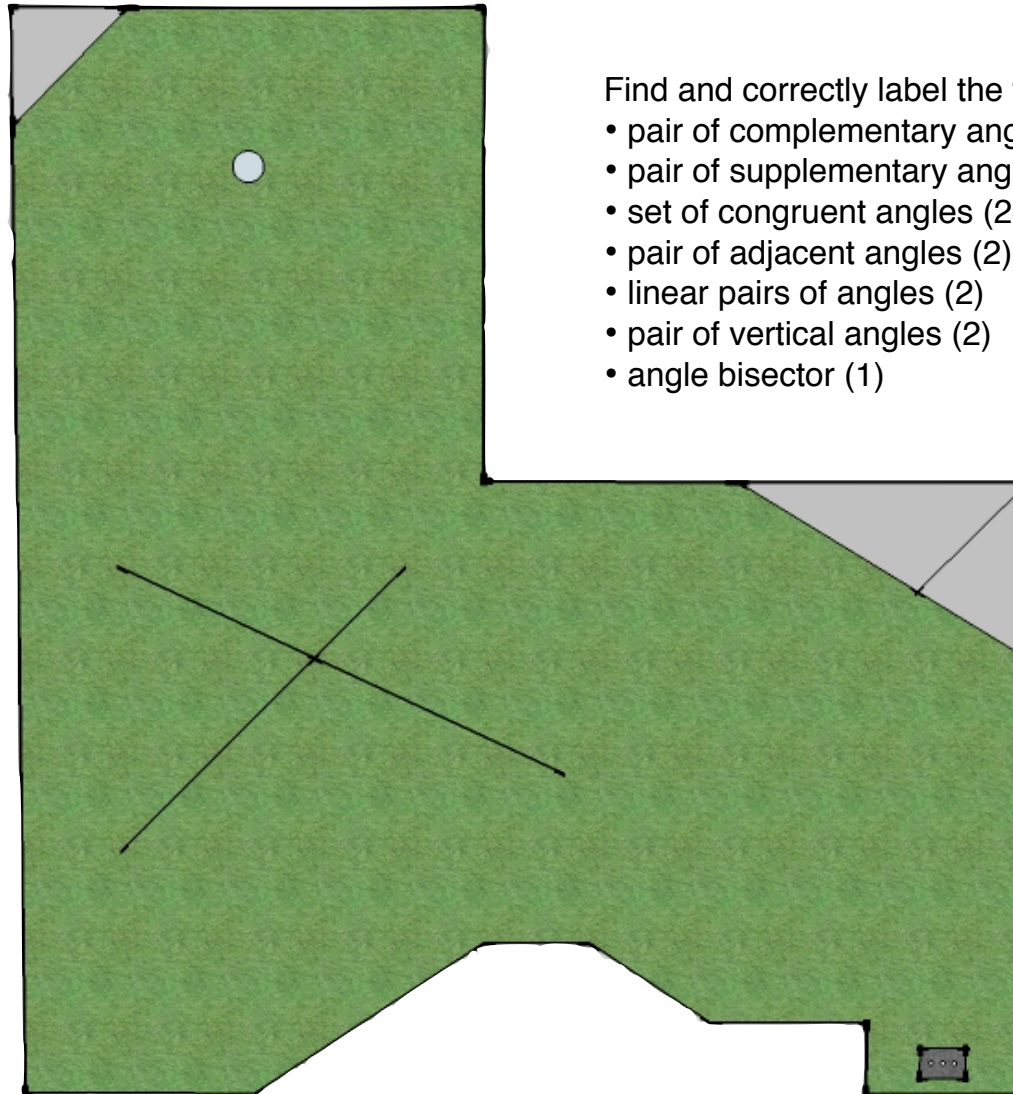 Find and correctly label the
• pair of complementary
• pair of supplementary
• set of congruent angles (2
• pair of adjacent angles (2)
• linear pairs of angles (2)
• pair of vertical angles (2)
• angle bisector (1)